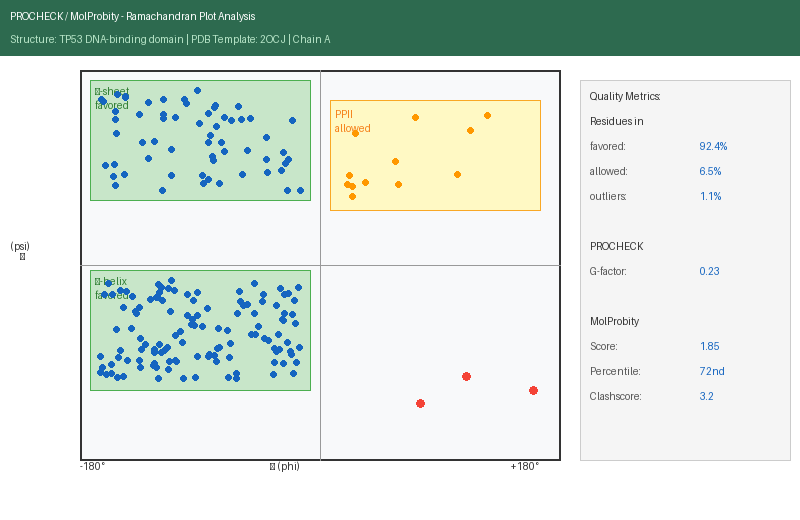 PROCHECK / MolProbity - Ramachandran Plot Analysis
Structure: TP53 DNA-binding domain | PDB Template: 2OCJ | Chain A
-sheet
favored
PPII
allowed
-helix
favored
(psi)
-180°
(phi)
+180°
Quality Metrics:
Residues in
favored: 92.4%
allowed: 6.5%
outliers: 1.1%
PROCHECK
G-factor: 0.23
MolProbity
Score: 1.85
Percentile: 72nd
Clashscore: 3.2